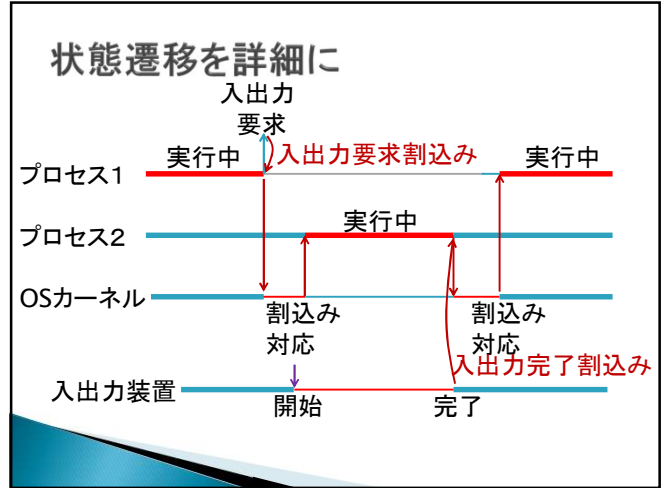 状態遷移を詳細に
入出力
要求
入出力要求割込み
実行中
実行中
プロセス1
実行中
プロセス2
OSカーネル
割込み
対応
割込み
対応
入出力完了割込み
入出力装置
開始
完了